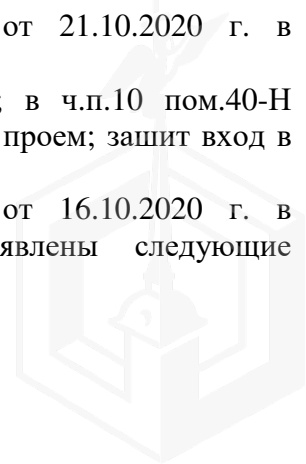 от 21.10.2020 г. в
в ч.п.10 пом.40-Н
проем; зашит вход в
от 16.10.2020 г. в
явлены следующие